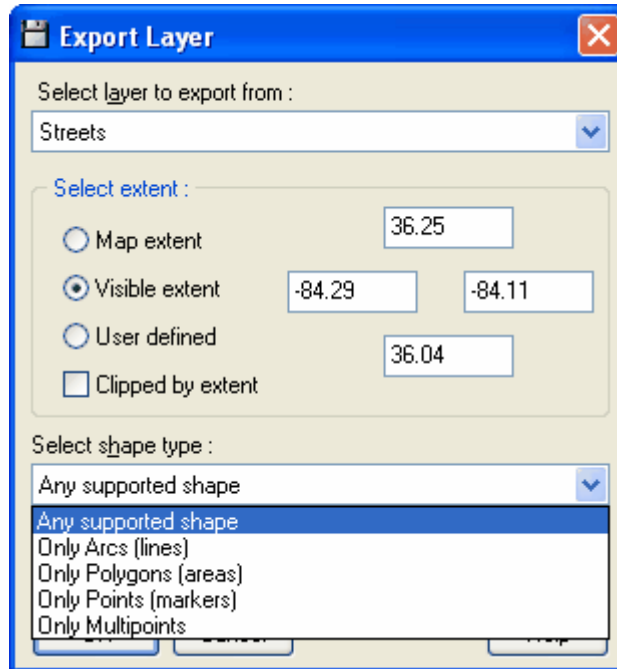 Export Layer
Select layer to export from :
Streets
Select extent :
Map extent
36.25
Visible extent
-84.29
-84.11
User defined
36.04
Clipped by extent
Select shape type :
Any supported shape
Any supported shape
Only Arcs (lines)
Only Polygons (areas)
Only Points (markers)
Only Multipoints